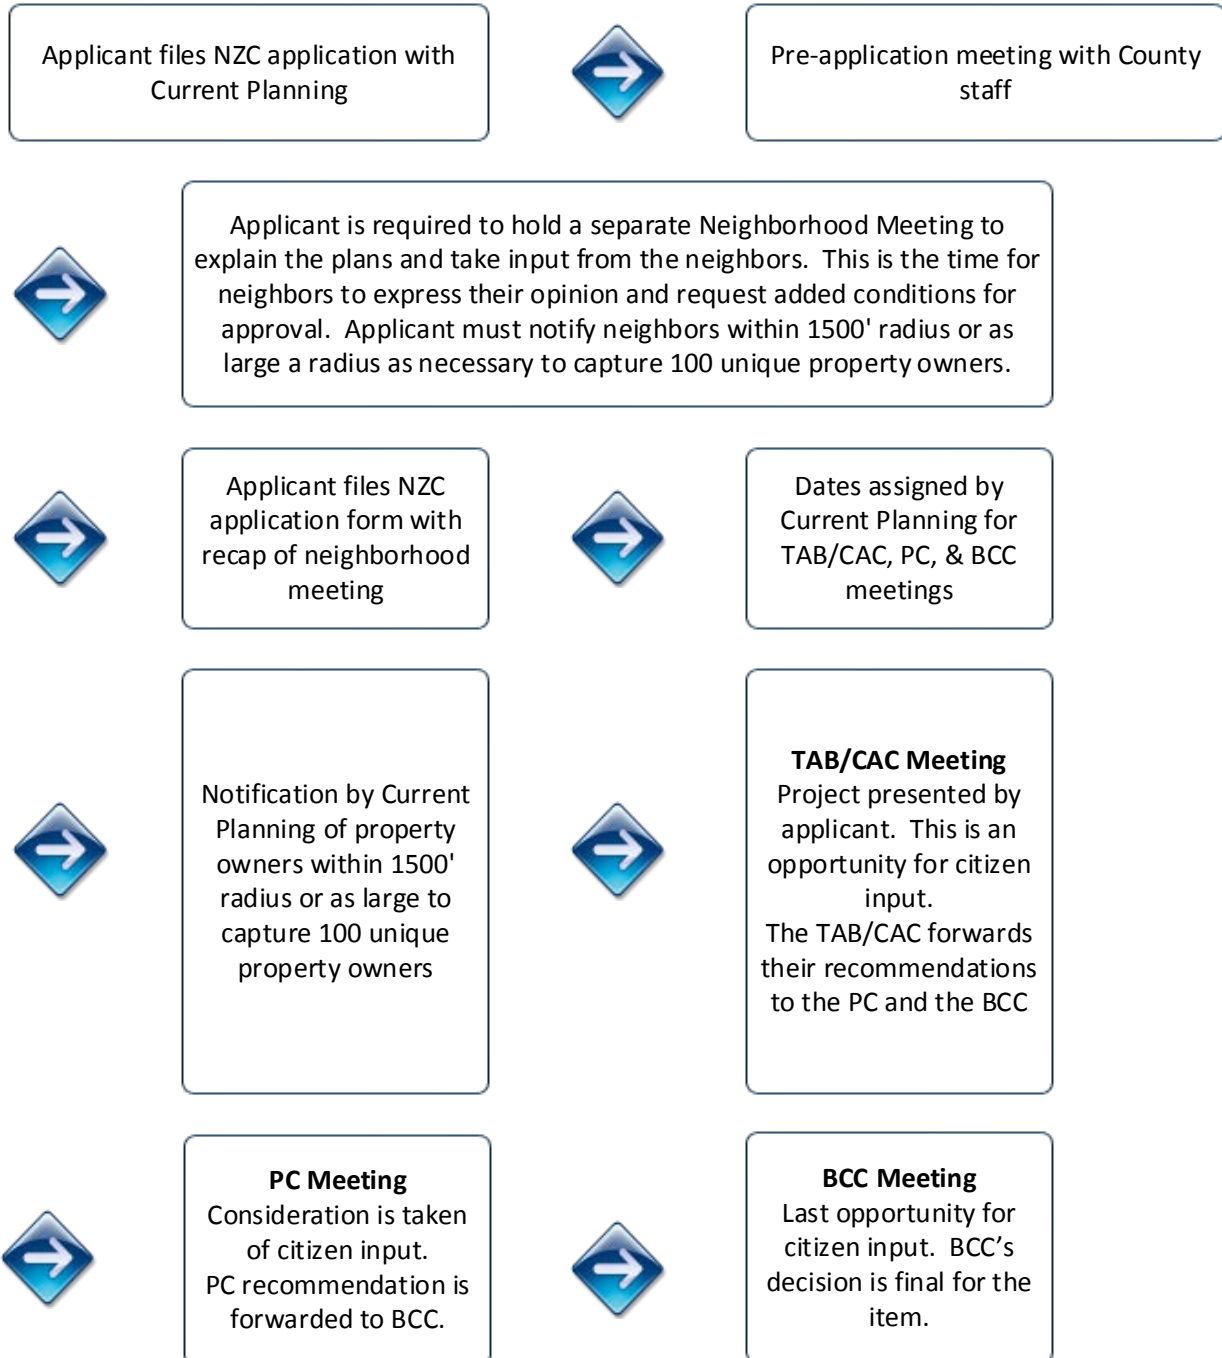 Applicant files NZC application with
Current Planning
Pre-application meeting with County
staff
Applicant is required to hold a separate Neighborhood Meeting to
explain the plans and take input from the neighbors.  This is the time for
neighbors to express their opinion and request added conditions for
approval.  Applicant must notify neighbors within 1500' radius or as
large a radius as necessary to capture 100 unique property owners.
Applicant files NZC
application form with
recap of neighborhood
meeting
Dates assigned by
Current Planning for
TAB/CAC, PC, & BCC
meetings
Notification by Current
Planning of property
owners within 1500'
radius or as large to
capture 100 unique
property owners
TAB/CAC Meeting
Project presented by
applicant.  This is an
opportunity for citizen
input.
The TAB/CAC forwards
their recommendations
to the PC and the BCC
PC Meeting
Consideration is taken
of citizen input.
PC recommendation is
forwarded to BCC.
BCC Meeting
Last opportunity for
citizen input.  BCC’s
decision is final for the
item.